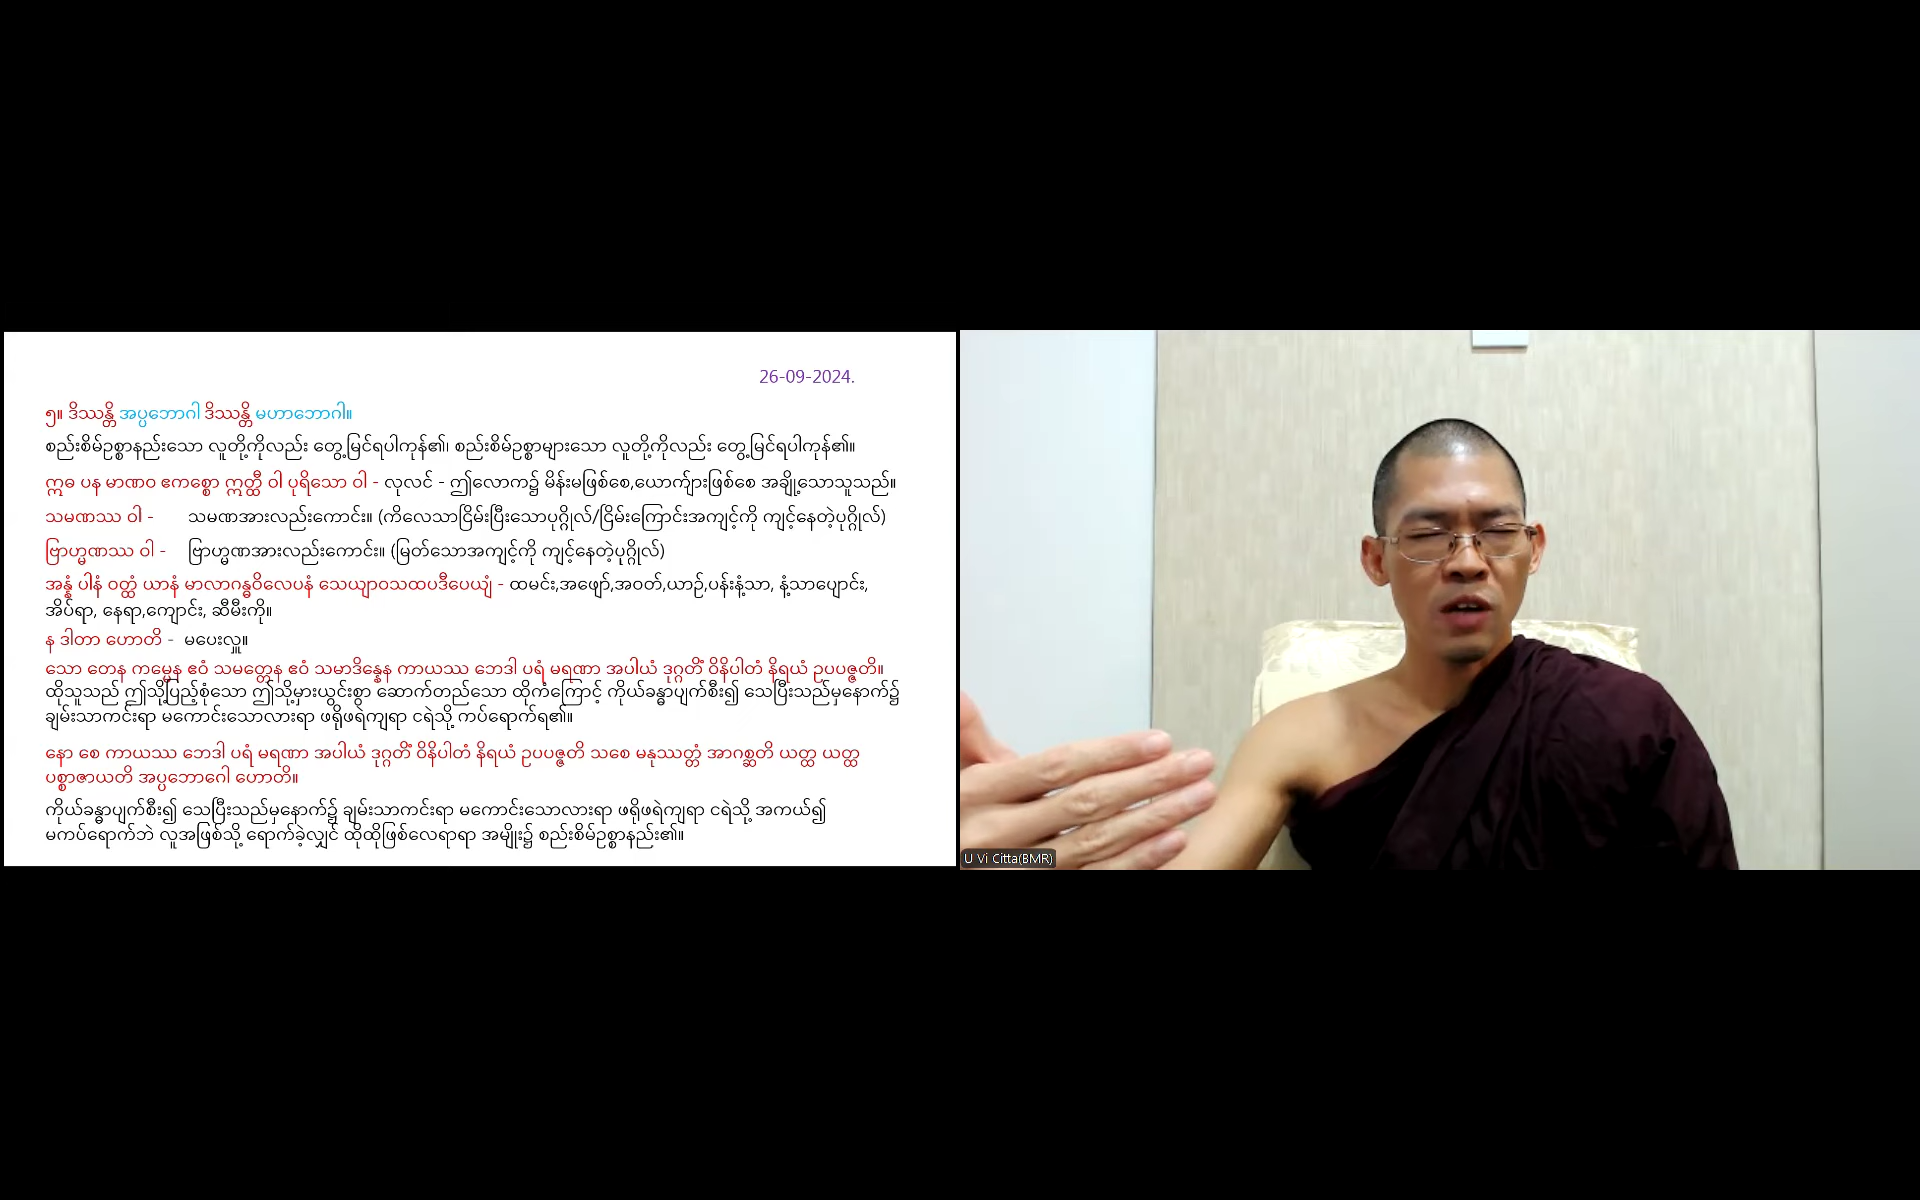 26-09-2024.
၅။ ဒိဿန္တိ အပ္ပဘောဂါ ဒိဿန္တိ မဟာဘောဂါ။
စည်းစိမ်ဥစ္စာနည်းသော လူတို့ကိုလည်း တွေ့မြင်ရပါကုန်၏၊ စည်းစိမ်ဥစ္စာများသော လူတို့ကိုလည်း တွေ့မြင်ရပါကုန်၏။
ဣဓ ပန မာဏဝ ဧကစ္စော ဣတ္ထီ ဝါ ပုရိသော ဝါ - လုလင် - ဤလောက၌ မိန်းမဖြစ်စေ,ယောက်ျားဖြစ်စေ အချို့သောသူသည်။
သမဏဿ ဝါ - သမဏအားလည်းကောင်း။ (ကိလေသာငြိမ်းပြီးသောပုဂ္ဂိုလ်/ငြိမ်းကြောင်းအကျင့်ကို ကျင့်နေတဲ့ပုဂ္ဂိုလ်)
ဗြာဟ္မဏဿ ဝါ - ဗြာဟ္မဏအားလည်းကောင်း။ (မြတ်သောအကျင့်ကို ကျင့်နေတဲ့ပုဂ္ဂိုလ်)
အန္နံ ပါနံ ဝတ္ထံ ယာနံ မာလာဂန္ဓဝိလေပနံ သေယျာဝသထပဒီပေယျံ - ထမင်း,အဖျော်,အဝတ်,ယာဉ်,ပန်းနံ့သာ, နံ့သာပျောင်း,
အိပ်ရာ, နေရာ,ကျောင်း, ဆီမီးကို။
န ဒါတာ ဟောတိ - မပေးလှူ။
သော တေန ကမ္မေန ဧဝံ သမတ္တေန ဧဝံ သမာဒိန္နေန ကာယဿ ဘေဒါ ပရံ မရဏာ အပါယံ ဒုဂ္ဂတိံ ဝိနိပါတံ နိရယံ ဥပပဇ္ဇတိ။
ထိုသူသည် ဤသို့ပြည့်စုံသော ဤသို့မှားယွင်းစွာ ဆောက်တည်သော ထိုကံကြောင့် ကိုယ်ခန္ဓာပျက်စီး၍ သေပြီးသည်မှနောက်၌
ချမ်းသာကင်းရာ မကောင်းသောလားရာ ဖရိုဖရဲကျရာ ငရဲသို့ ကပ်ရောက်ရ၏။
နော စေ ကာယဿ ဘေဒါ ပရံ မရဏာ အပါယံ ဒုဂ္ဂတိံ ဝိနိပါတံ နိရယံ ဥပပဇ္ဇတိ သစေ မနုဿတ္တံ အာဂစ္ဆတိ ယတ္ထ ယတ္ထ
ပစ္စာဇာယတိ အပ္ပဘောဂေါ ဟောတိ။
ကိုယ်ခန္ဓာပျက်စီး၍ သေပြီးသည်မှနောက်၌ ချမ်းသာကင်းရာ မကောင်းသောလားရာ ဖရိုဖရဲကျရာ ငရဲသို့ အကယ်၍
မကပ်ရောက်ဘဲ လူအဖြစ်သို့ ရောက်ခဲ့လျှင် ထိုထိုဖြစ်လေရာရာ အမျိုး၌ စည်းစိမ်ဥစ္စာနည်း၏။
U Vi Citta(BMR)